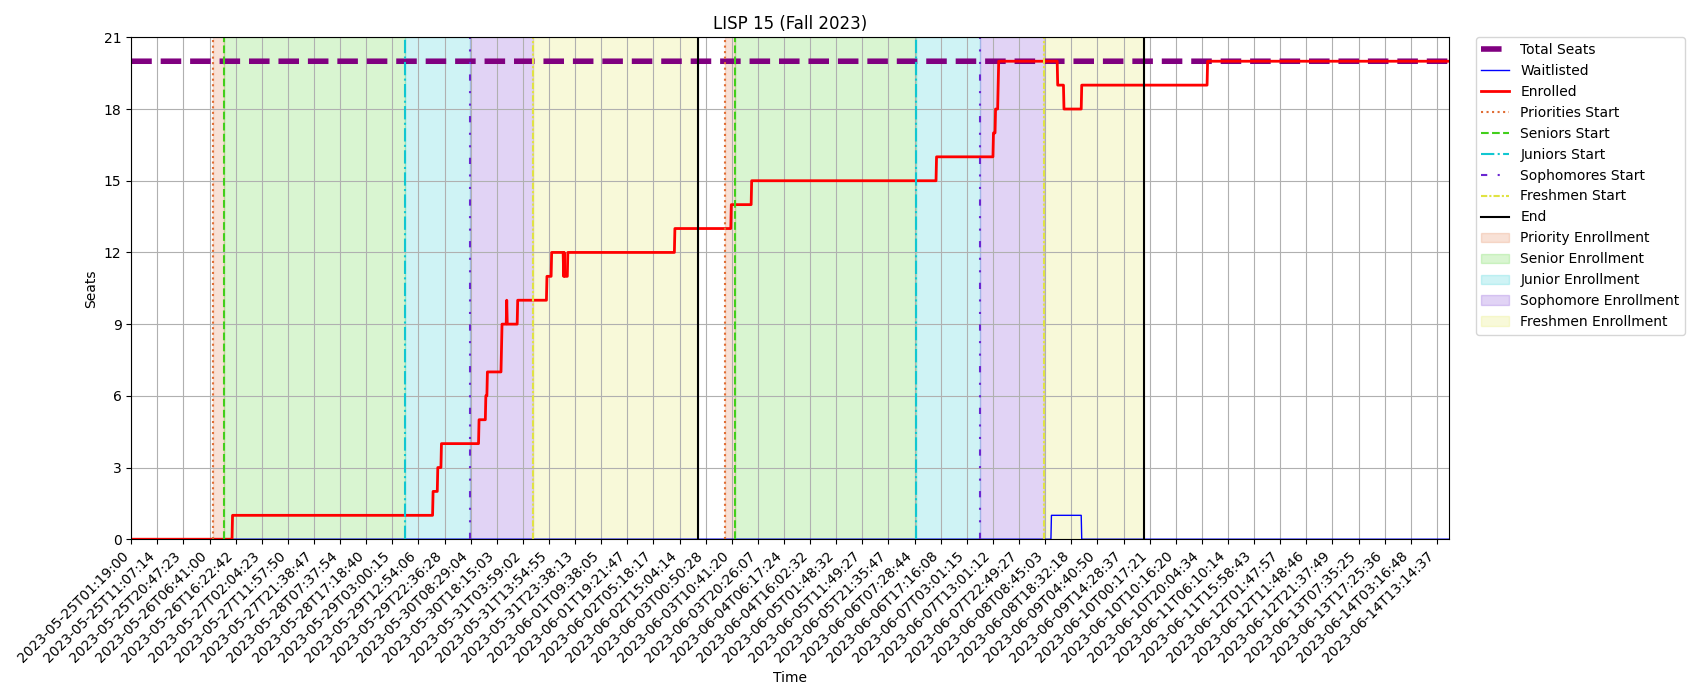 LISP 15 (Fall 2023)
21
18
15
12
9
6
3
0
Seats
2023-05-25T01:19:00
2023-05-25T11:07:14
2023-05-25T20:47:23
2023-05-26T06:41:00
2023-05-26T16:22:42
2023-05-27T02:04:23
2023-05-27T11:57:50
2023-05-27T21:38:47
2023-05-28T07:37:54
2023-05-28T17:18:40
2023-05-29T03:00:15
2023-05-29T12:54:06
2023-05-29T22:36:28
2023-05-30T08:29:04
2023-05-30T18:15:03
2023-05-31T03:59:02
2023-05-31T13:54:55
2023-05-31T23:38:13
2023-06-01T09:38:05
2023-06-01T19:21:47
2023-06-02T05:18:17
2023-06-02T15:04:14
2023-06-03T00:50:28
2023-06-03T10:41:20
2023-06-03T20:26:07
2023-06-04T06:17:24
2023-06-04T16:02:32
2023-06-05T01:48:32
2023-06-05T11:49:27
2023-06-05T21:35:47
2023-06-06T07:28:44
2023-06-06T17:16:08
2023-06-07T03:01:15
2023-06-07T13:01:12
2023-06-07T22:49:27
2023-06-08T08:45:03
2023-06-08T18:32:18
2023-06-09T04:40:50
2023-06-09T14:28:37
2023-06-10T00:17:21
2023-06-10T10:16:20
2023-06-10T20:04:34
2023-06-11T06:10:14
2023-06-11T15:58:43
2023-06-12T01:47:57
2023-06-12T11:48:46
2023-06-12T21:37:49
2023-06-13T07:35:25
2023-06-13T17:25:36
2023-06-14T03:16:48
2023-06-14T13:14:37
Time
Total Seats
Waitlisted
Enrolled
Priorities Start
Seniors Start
Juniors Start
Sophomores Start
Freshmen Start
End
Priority Enrollment
Senior Enrollment
Junior Enrollment
Sophomore Enrollment
Freshmen Enrollment